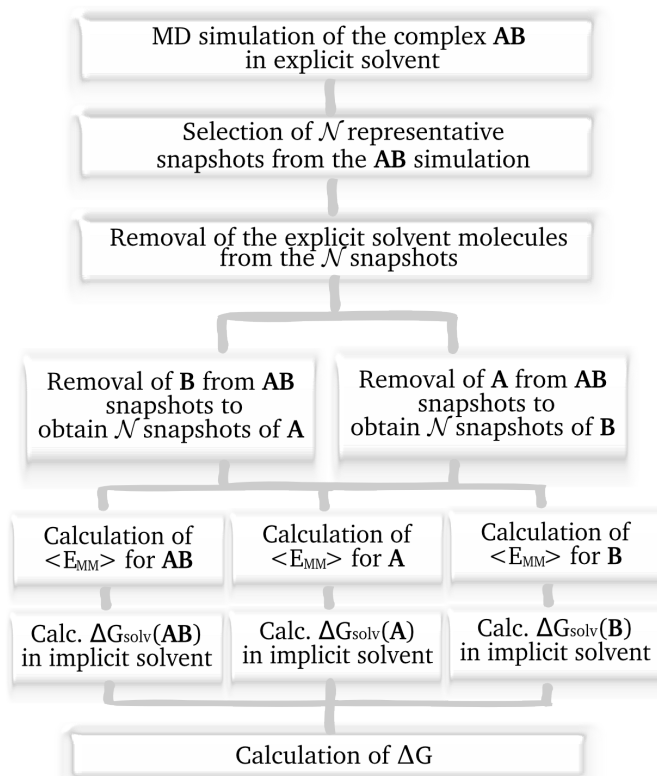 MD simulation of the complex AB
in explicit solvent
Selection of 𝒩 representative
snapshots from the AB simulation
Removal of the explicit solvent molecules
from the 𝒩 snapshots
Removal of B from AB
snapshots to
obtain 𝒩 snapshots of A
Removal of A from AB
snapshots to
obtain 𝒩 snapshots of B
Calculation of
<E_MM> for AB
Calculation of
<E_MM> for A
Calculation of
<E_MM> for B
Calc. ΔGsolv(AB)
in implicit solvent
Calc. ΔGsolv(A)
in implicit solvent
Calc. ΔGsolv(B)
in implicit solvent
Calculation of ΔG